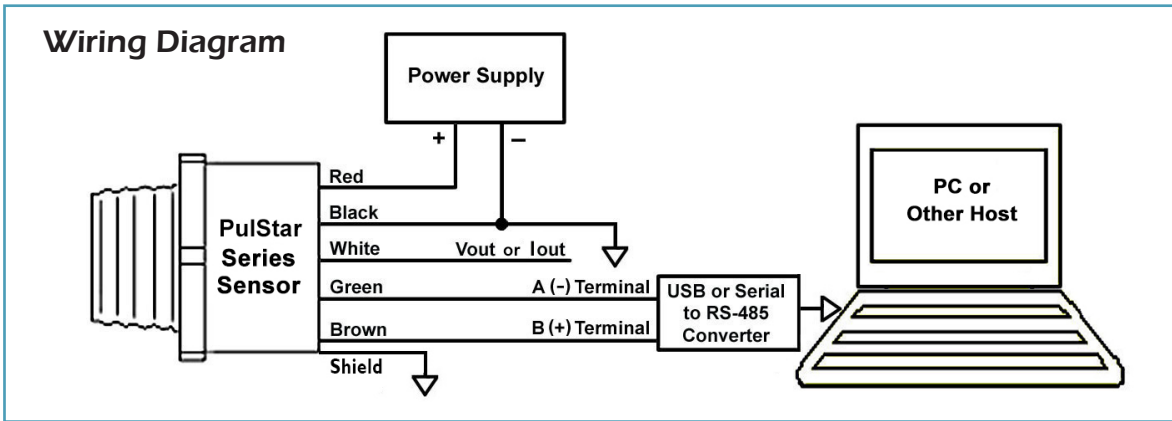 Wiring Diagram
Power Supply
+ –
Red
Black
White Vout or Iout
Green A (-) Terminal
Brown B (+) Terminal
Shield
PulStar
Series
Sensor
USB or Serial
to RS-485
Converter
PC or
Other Host